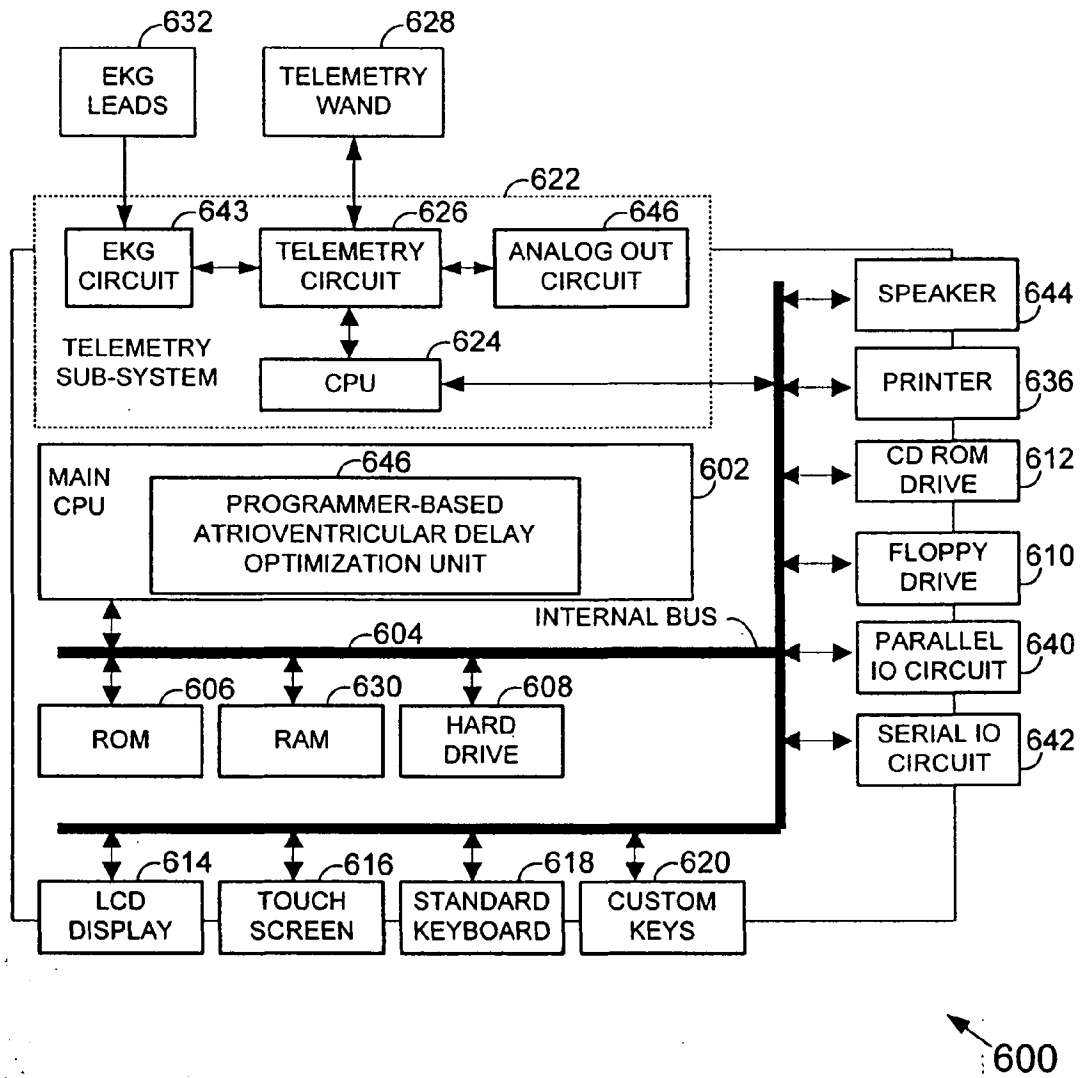 632
EKG
LEADS
628
TELEMETRY
WAND
622
643
EKG
CIRCUIT
626
TELEMETRY
CIRCUIT
646
ANALOG OUT
CIRCUIT
TELEMETRY
SUB-SYSTEM
624
CPU
SPEAKER
644
PRINTER
636
CD ROM
DRIVE
612
FLOPPY
DRIVE
610
PARALLEL
IO CIRCUIT
640
SERIAL IO
CIRCUIT
642
MAIN
CPU
602
646
PROGRAMMER-BASED
ATRIOVENTRICULAR DELAY
OPTIMIZATION UNIT
INTERNAL BUS
604
606
ROM
630
RAM
608
HARD
DRIVE
614
LCD
DISPLAY
616
TOUCH
SCREEN
618
STANDARD
KEYBOARD
620
CUSTOM
KEYS
600